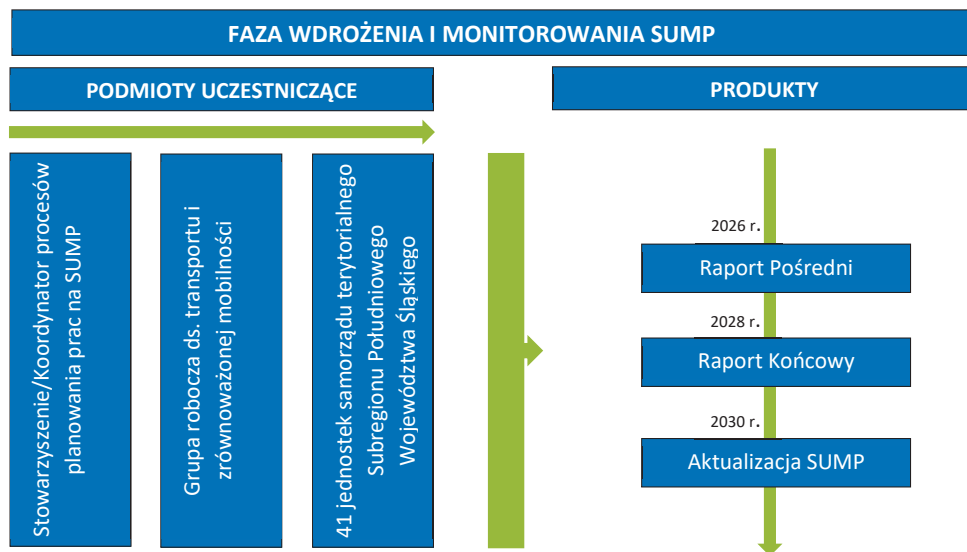 FAZA WDROŻENIA I MONITOROWANIA SUMP
PODMIOTY UCZESTNICZĄCE
Stowarzyszenie/Koordynator procesów
planowania prac na SUMP
Grupa robocza ds. transportu i
zrównoważonej mobilności
41 jednostek samorządu terytorialnego
Subregionu Południowego
Województwa Śląskiego
PRODUKTY
2026 r.
Raport Pośredni
2028 r.
Raport Końcowy
2030 r.
Aktualizacja SUMP